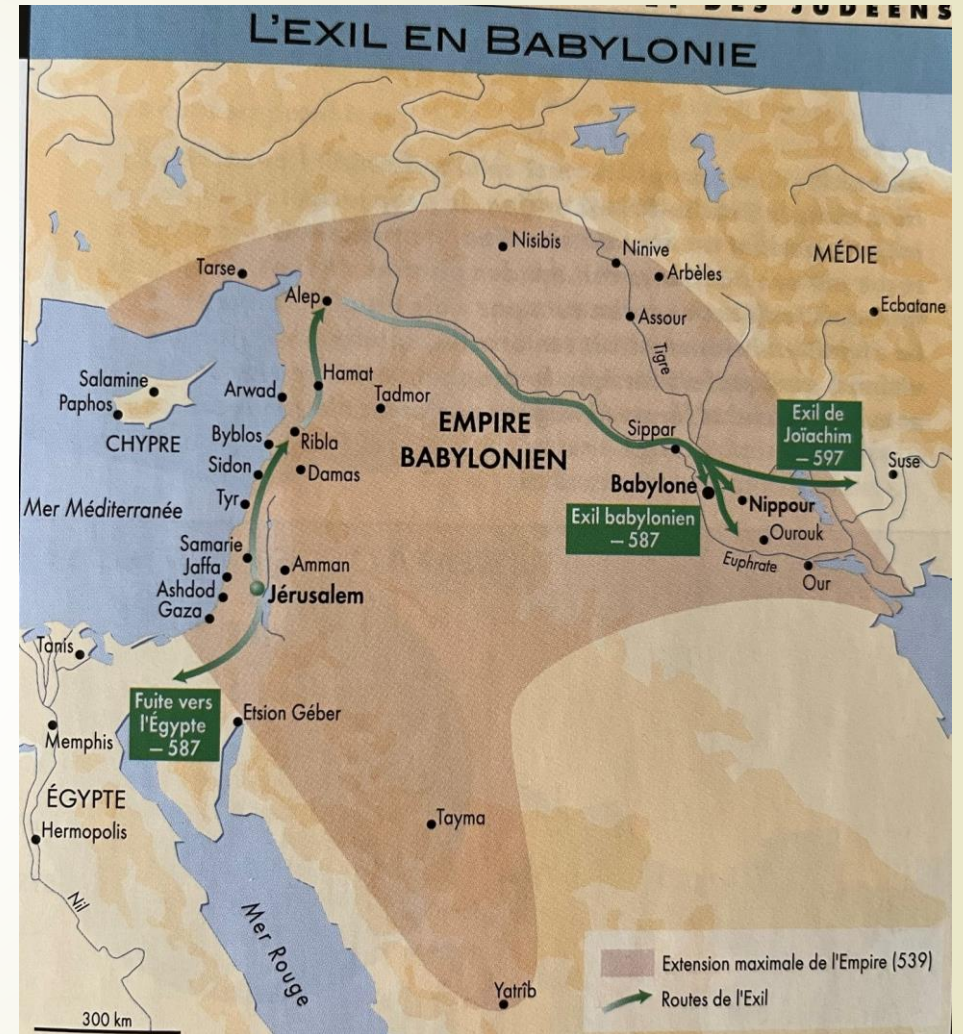 ET DES JUDÉENS
L'EXIL EN BABYLONIE
Nisibis
Ninive
MÉDIE
Tarse
Arbèles
Alep
Ecbatane
Assour
Tigre
Hamat
Salamine
Arwad
Tadmor
Paphos
EMPIRE
BABYLONIEN
Exil de
Joïachim
– 597
CHYPRE
Byblos
Ribla
Sippar
Sidon
Damas
Suse
Babylone
Mer Méditerranée
Tyr
Nippour
Exil babylonien
– 587
Ourouk
Samarie
Jaffa
Amman
Euphrate
Our
Ashdod
Jérusalem
Gaza
Tanis
Fuite vers
l'Égypte
– 587
Etsion Géber
Memphis
ÉGYPTE
Hermopolis
Tayma
Nil
Mer Rouge
Extension maximale de l'Empire (539)
Routes de l'Exil
Yatrîb
300 km